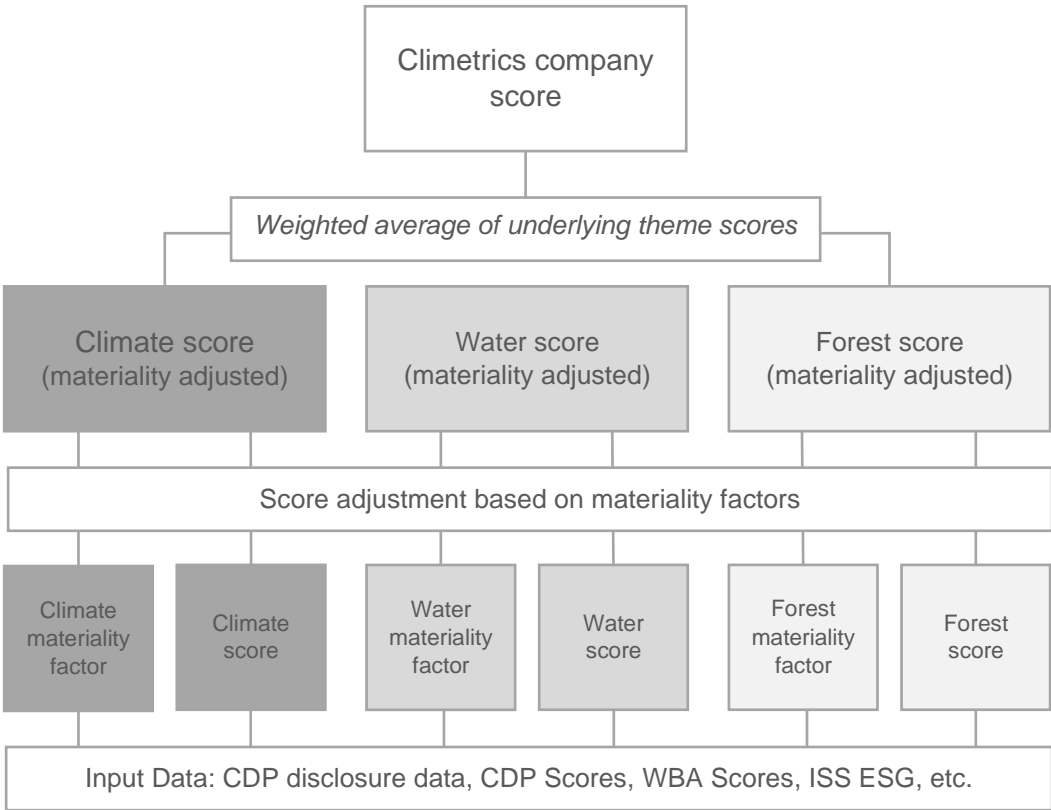 Climetrics company
score
Weighted average of underlying theme scores
Climate score
(materiality adjusted)
Water score
(materiality adjusted)
Forest score
(materiality adjusted)
Score adjustment based on materiality factors
Climate
materiality
factor
Climate
score
Water
materiality
factor
Water
score
Forest
materiality
factor
Forest
score
Input Data: CDP disclosure data, CDP Scores, WBA Scores, ISS ESG, etc.